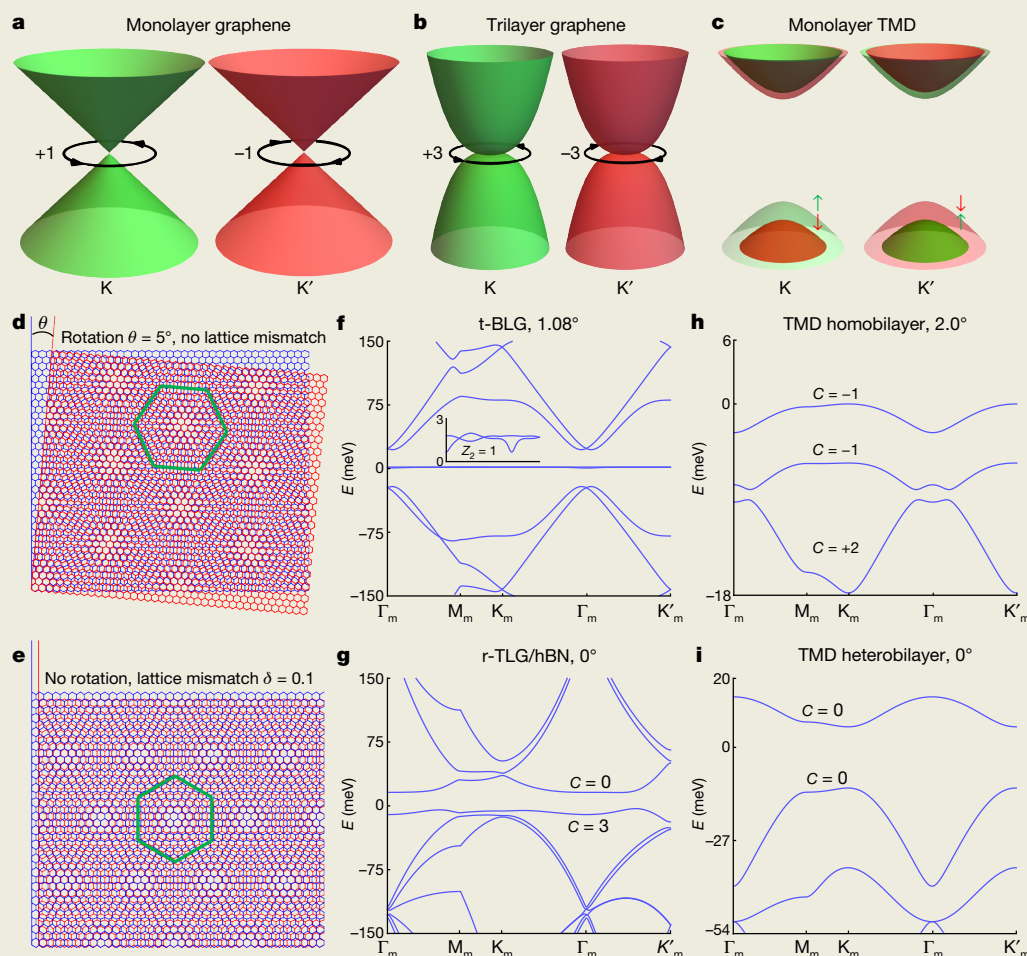 a Monolayer graphene
b Trilayer graphene
c Monolayer TMD
+1
−1
+3
−3
↑
↓
↓
↑
K
K′
K
K′
K
K′
d
θ
Rotation θ = 5°, no lattice mismatch
e
No rotation, lattice mismatch δ = 0.1
f t-BLG, 1.08°
150
75
0
−75
−150
E (meV)
3
0
Z₂ = 1
Γm Mm Km Γm K′m
g r-TLG/hBN, 0°
150
75
0
−75
−150
E (meV)
C = 0
C = 3
Γm Mm Km Γm K′m
h TMD homobilayer, 2.0°
6
0
−18
E (meV)
C = −1
C = −1
C = +2
Γm Mm Km Γm K′m
i TMD heterobilayer, 0°
20
0
−27
−54
E (meV)
C = 0
C = 0
Γm Mm Km Γm K′m